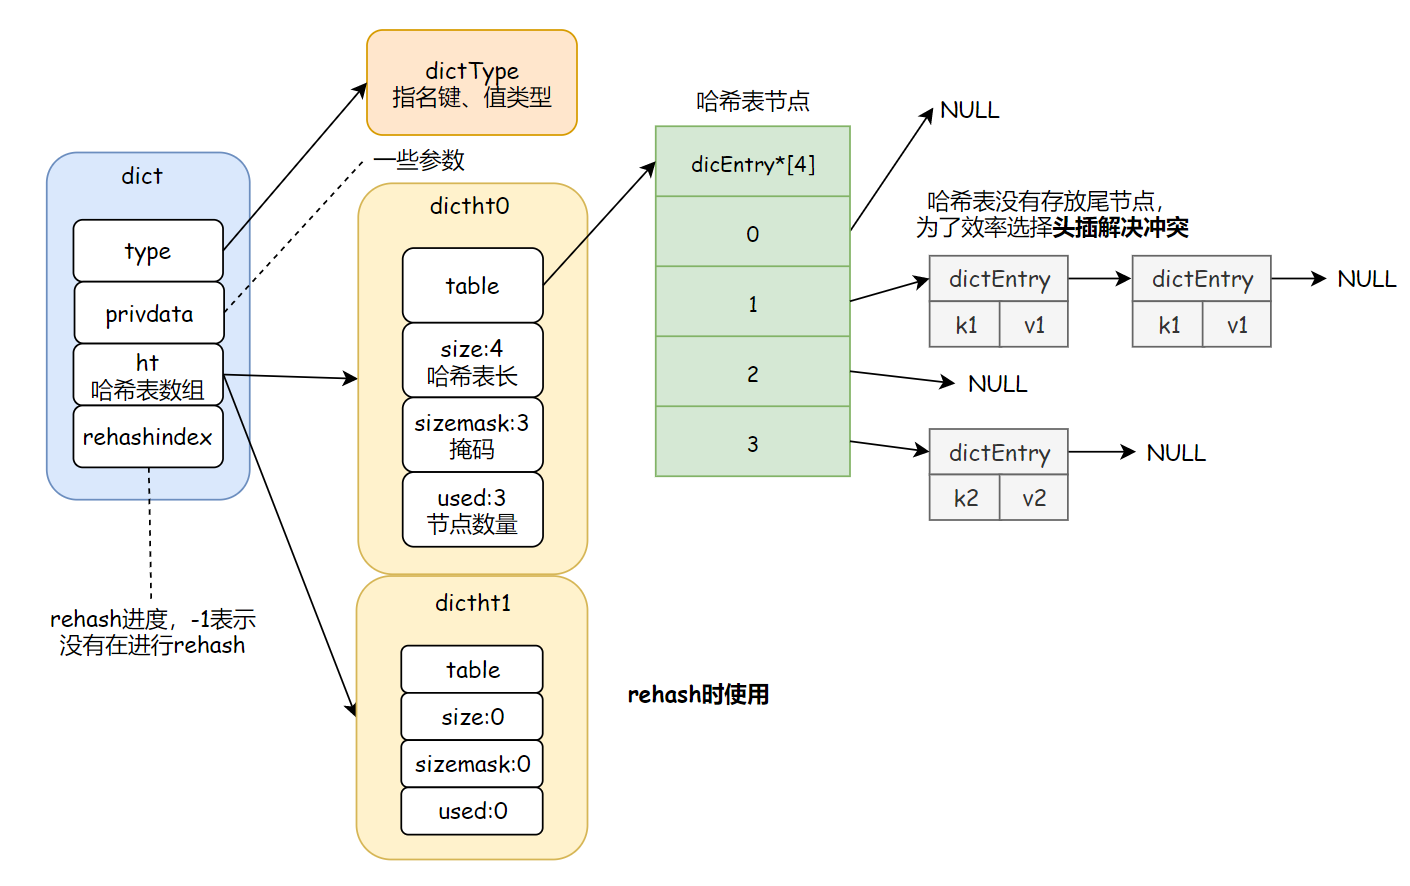 dictType
指名键、值类型
一些参数
dict
type
privdata
ht
哈希表数组
rehashindex
rehash进度，-1表示
没有在进行rehash
dictht0
table
size:4
哈希表长
sizemask:3
掩码
used:3
节点数量
dictht1
table
size:0
sizemask:0
used:0
rehash时使用
哈希表节点
dicEntry*[4]
0
1
2
3
NULL
哈希表没有存放尾节点，
为了效率选择头插解决冲突
dictEntry
k1 v1
dictEntry
k1 v1
NULL
NULL
dictEntry
k2 v2
NULL